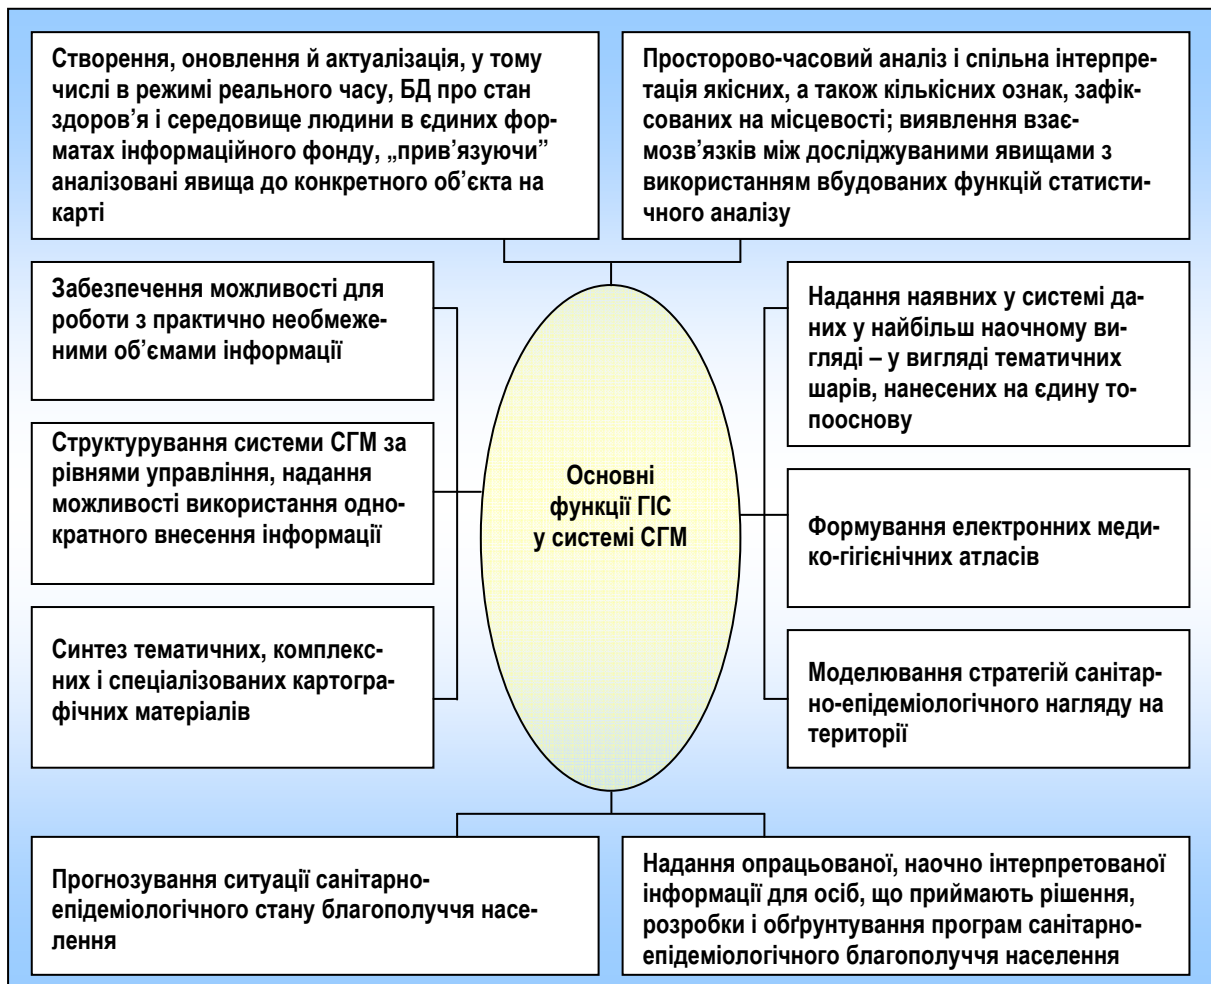 Створення, оновлення й актуалізація, у тому
числі в режимі реального часу, БД про стан
здоров’я і середовище людини в єдиних фор-
матах інформаційного фонду, „прив’язуючи”
аналізовані явища до конкретного об’єкта на
карті
Просторово-часовий аналіз і спільна інтерпре-
тація якісних, а також кількісних ознак, зафік-
сованих на місцевості; виявлення взає-
мозв’язків між досліджуваними явищами з
використанням вбудованих функцій статисти-
чного аналізу
Забезпечення можливості для
роботи з практично необмеже-
ними об’ємами інформації
Структурування системи СГМ за
рівнями управління, надання
можливості використання одно-
кратного внесення інформації
Синтез тематичних, комплекс-
них і спеціалізованих картогра-
фічних матеріалів
Основні
функції ГІС
у системі СГМ
Надання наявних у системі да-
них у найбільш наочному ви-
гляді – у вигляді тематичних
шарів, нанесених на єдину то-
пооснову
Формування електронних меди-
ко-гігієнічних атласів
Моделювання стратегій санітар-
но-епідеміологічного нагляду на
території
Прогнозування ситуації санітарно-
епідеміологічного стану благополуччя насе-
лення
Надання опрацьованої, наочно інтерпретованої
інформації для осіб, що приймають рішення,
розробки і обґрунтування програм санітарно-
епідеміологічного благополуччя населення